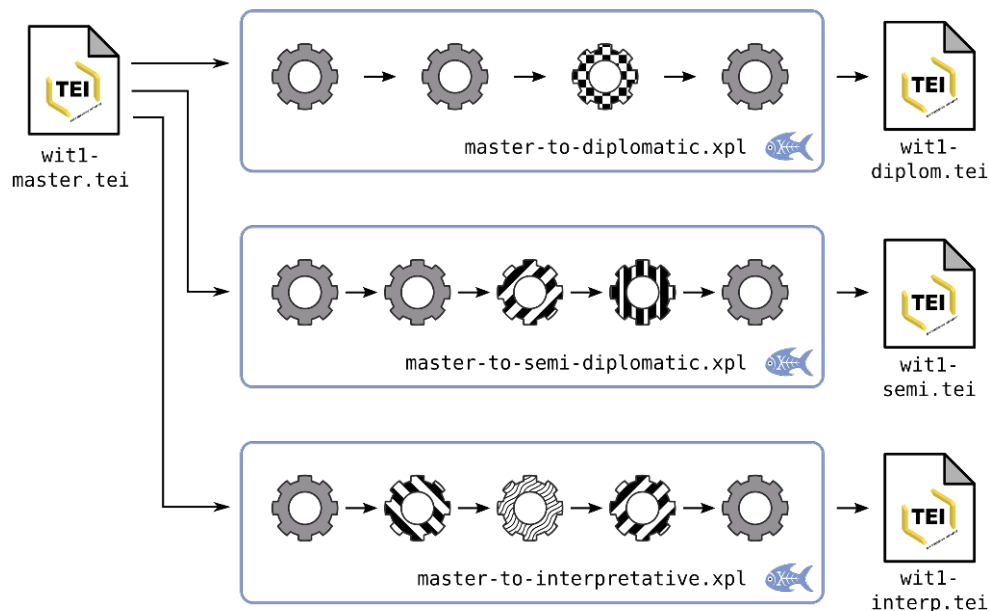 TEI
wit1-
master.tei
master-to-diplomatic.xpl
X
TEI
wit1-
diplom.tei
master-to-semi-diplomatic.xpl
X
TEI
wit1-
semi.tei
master-to-interpretative.xpl
X
TEI
wit1-
interp.tei